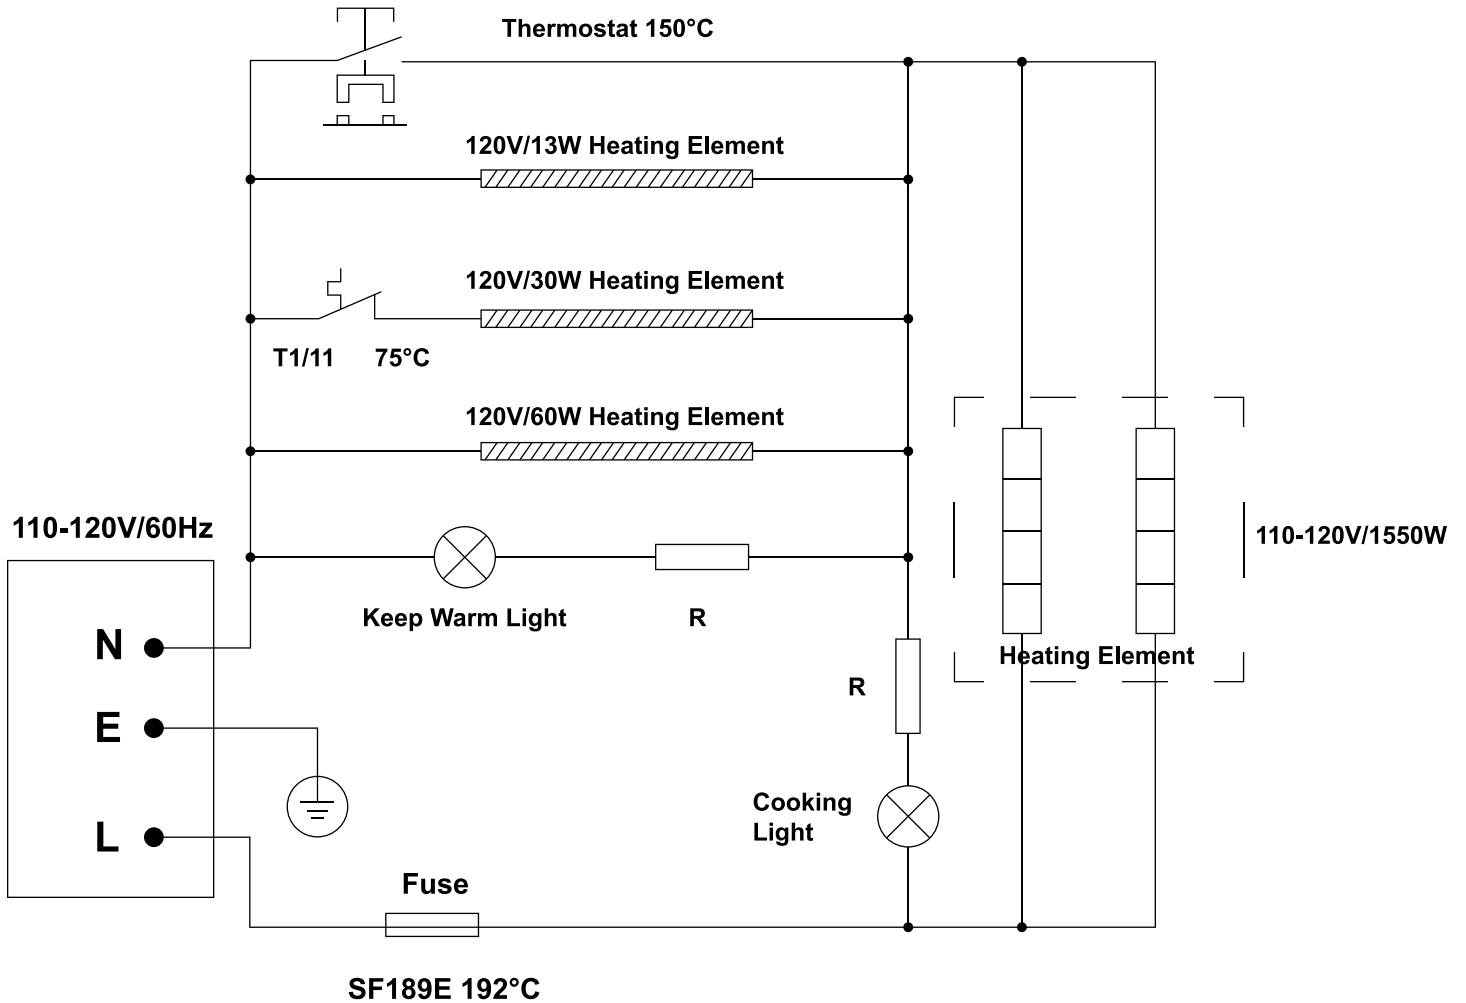 Thermostat 150°C
120V/13W Heating Element
120V/30W Heating Element
T1/11 75°C
120V/60W Heating Element
110-120V/60Hz
110-120V/1550W
Keep Warm Light
R
N
Heating Element
R
E
Cooking
Light
L
Fuse
SF189E 192°C